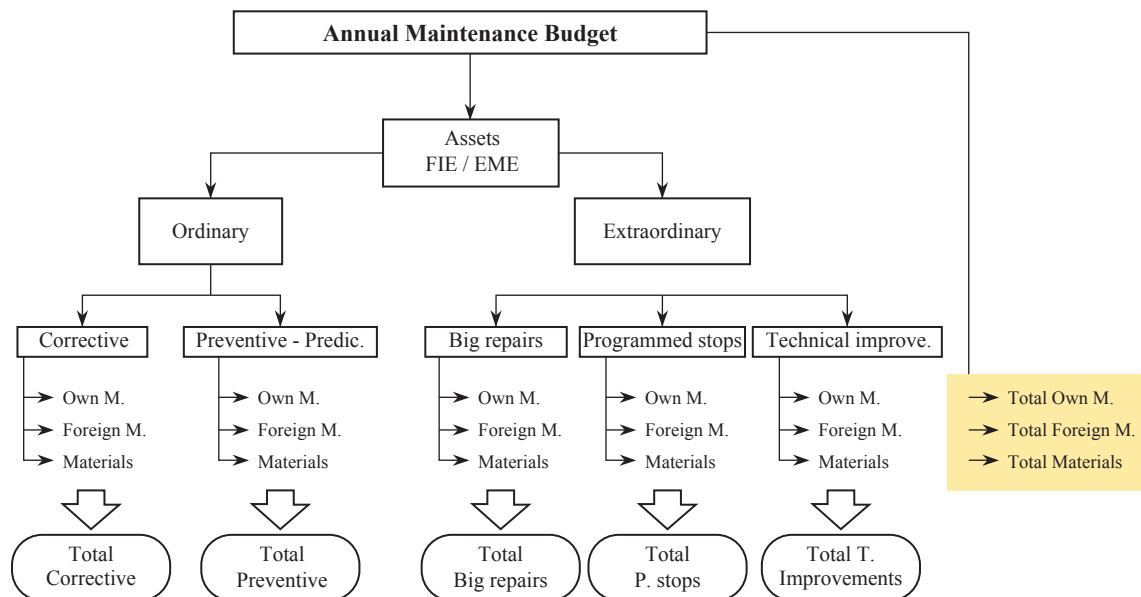 Annual Maintenance Budget
Assets
FIE / EME
Ordinary
Extraordinary
Corrective
Preventive - Predic.
Big repairs
Programmed stops
Technical improve.
Own M.
Foreign M.
Materials
Own M.
Foreign M.
Materials
Own M.
Foreign M.
Materials
Own M.
Foreign M.
Materials
Own M.
Foreign M.
Materials
Total Own M.
Total Foreign M.
Total Materials
Total
Corrective
Total
Preventive
Total
Big repairs
Total
P. stops
Total T.
Improvements